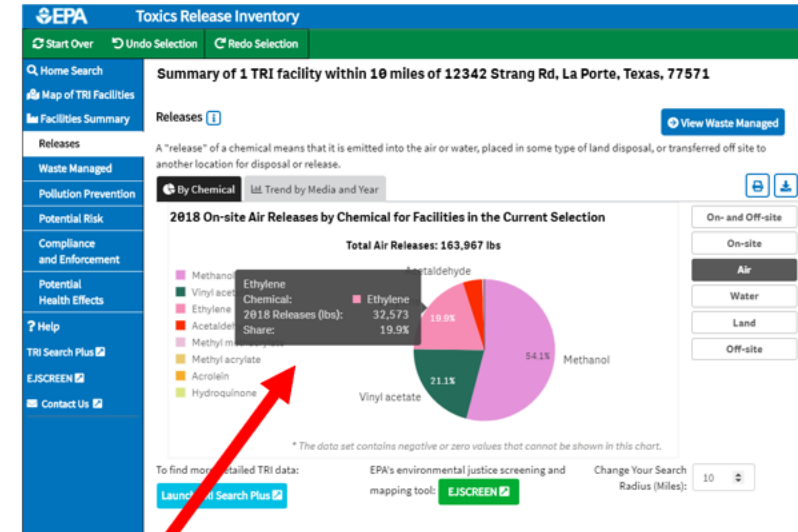 EPA Toxics Release Inventory
Start Over Undo Selection Redo Selection
Home Search
Map of TRI Facilities
Facilities Summary
Releases
Waste Managed
Pollution Prevention
Potential Risk
Compliance
and Enforcement
Potential
Health Effects
? Help
TRI Search Plus
EJSCREEN
Contact Us
Summary of 1 TRI facility within 10 miles of 12342 Strang Rd, La Porte, Texas, 77571
Releases i
View Waste Managed
A "release" of a chemical means that it is emitted into the air or water, placed in some type of land disposal, or transferred off site to
another location for disposal or release.
By Chemical Trend by Media and Year
2018 On-site Air Releases by Chemical for Facilities in the Current Selection
Total Air Releases: 163,967 lbs
Methanol
Vinyl acet
Ethylene
Acetaldeh
Methyl
Methyl acrylate
Acrolein
Hydroquinone
Ethylene
Chemical: Ethylene
2018 Releases (lbs): 32,573
Share: 19.9%
Acetaldehyde
19.9%
54.1% Methanol
21.1%
Vinyl acetate
* The data set contains negative or zero values that cannot be shown in this chart.
On- and Off-site
On-site
Air
Water
Land
Off-site
To find more detailed TRI data:
Launch TRI Search Plus
EPA's environmental justice screening and
mapping tool: EJSCREEN
Change Your Search
Radius (Miles): 10